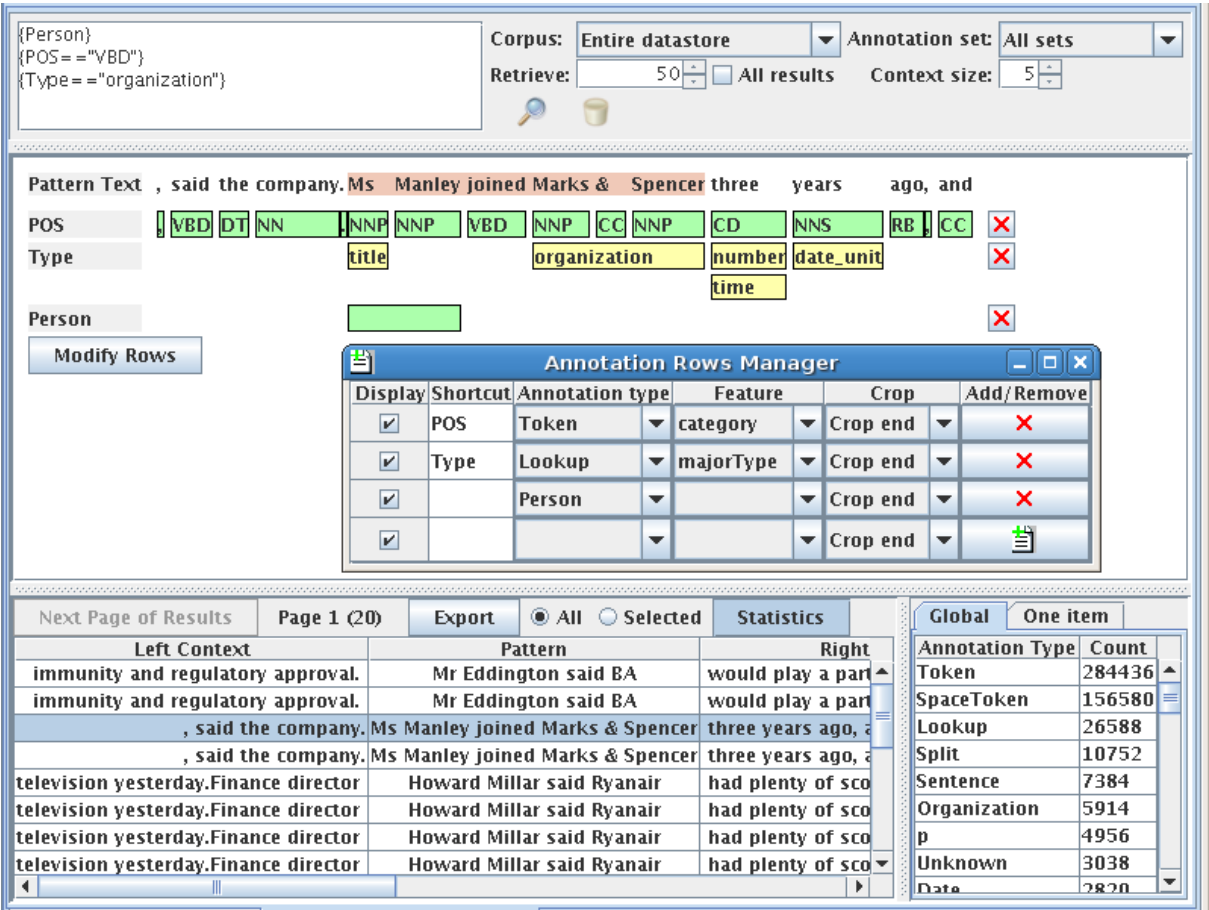 {Person}
{POS=="VBD"}
{Type=="organization"}
Corpus: Entire datastore Annotation set: All sets
Retrieve: 50 All results Context size: 5
Pattern Text , said the company. Ms Manley joined Marks & Spencer three years ago, and
POS , VBD DT NN . NNP NNP VBD NNP CC NNP CD NNS RB , CC
Type title organization number date_unit
time
Person
Modify Rows
Annotation Rows Manager
Display Shortcut Annotation type Feature Crop Add/Remove
POS Token category Crop end
Type Lookup majorType Crop end
Person Crop end
Crop end
Next Page of Results Page 1 (20) Export All Selected Statistics
Left Context Pattern Right
immunity and regulatory approval. Mr Eddington said BA would play a part
immunity and regulatory approval. Mr Eddington said BA would play a part
, said the company. Ms Manley joined Marks & Spencer three years ago, a
, said the company. Ms Manley joined Marks & Spencer three years ago, a
television yesterday.Finance director Howard Millar said Ryanair had plenty of sco
television yesterday.Finance director Howard Millar said Ryanair had plenty of sco
television yesterday.Finance director Howard Millar said Ryanair had plenty of sco
television yesterday.Finance director Howard Millar said Ryanair had plenty of sco
Global One item
Annotation Type Count
Token 284436
SpaceToken 156580
Lookup 26588
Split 10752
Sentence 7384
Organization 5914
p 4956
Unknown 3038
Date 2820